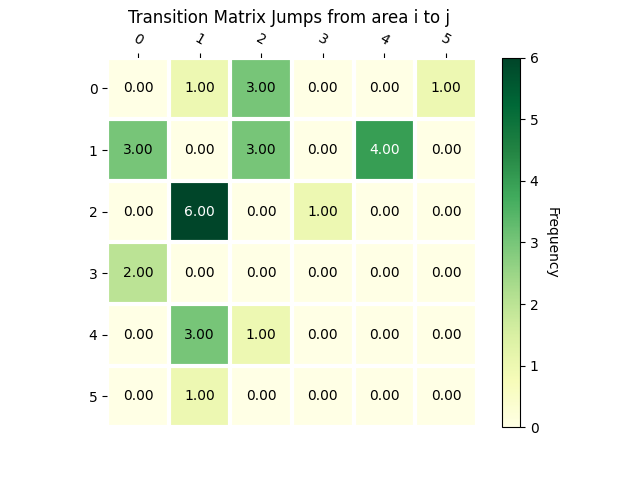 Transition Matrix Jumps from area i to j
0 1 2 3 4 5
0 0.00 1.00 3.00 0.00 0.00 1.00
1 3.00 0.00 3.00 0.00 4.00 0.00
2 0.00 6.00 0.00 1.00 0.00 0.00
3 2.00 0.00 0.00 0.00 0.00 0.00
4 0.00 3.00 1.00 0.00 0.00 0.00
5 0.00 1.00 0.00 0.00 0.00 0.00
6
5
4
3
2
1
0
Frequency